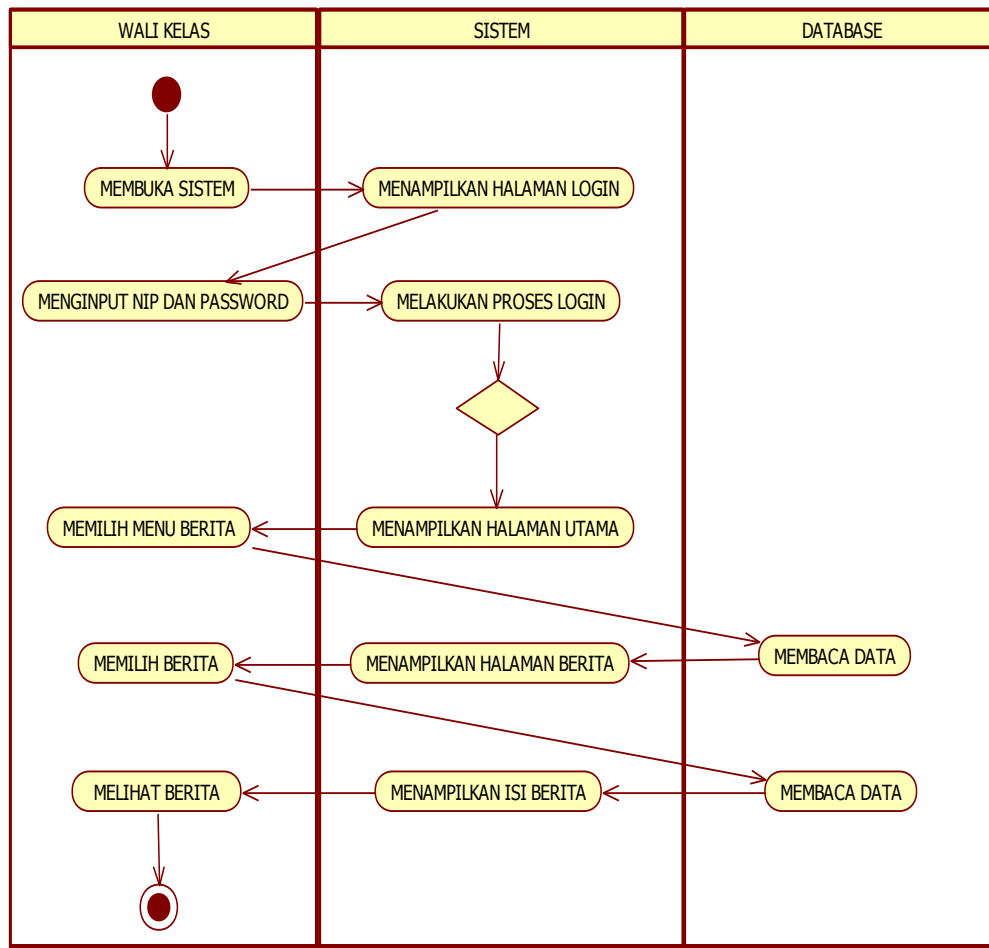 WALI KELAS
SISTEM
DATABASE
MEMBUKA SISTEM
MENAMPILKAN HALAMAN LOGIN
MENGINPUT NIP DAN PASSWORD
MELAKUKAN PROSES LOGIN
MEMILIH MENU BERITA
MENAMPILKAN HALAMAN UTAMA
MEMILIH BERITA
MENAMPILKAN HALAMAN BERITA
MEMBACA DATA
MELIHAT BERITA
MENAMPILKAN ISI BERITA
MEMBACA DATA